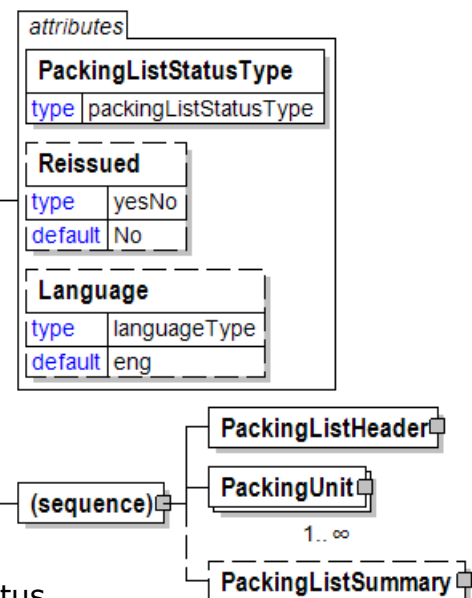 attributes
PackingListStatusType
type packingListStatusType
Reissued
type yesNo
default No
Language
type languageType
default eng
PackingListHeader
(sequence)
PackingUnit
1.. ∞
PackingListSummary